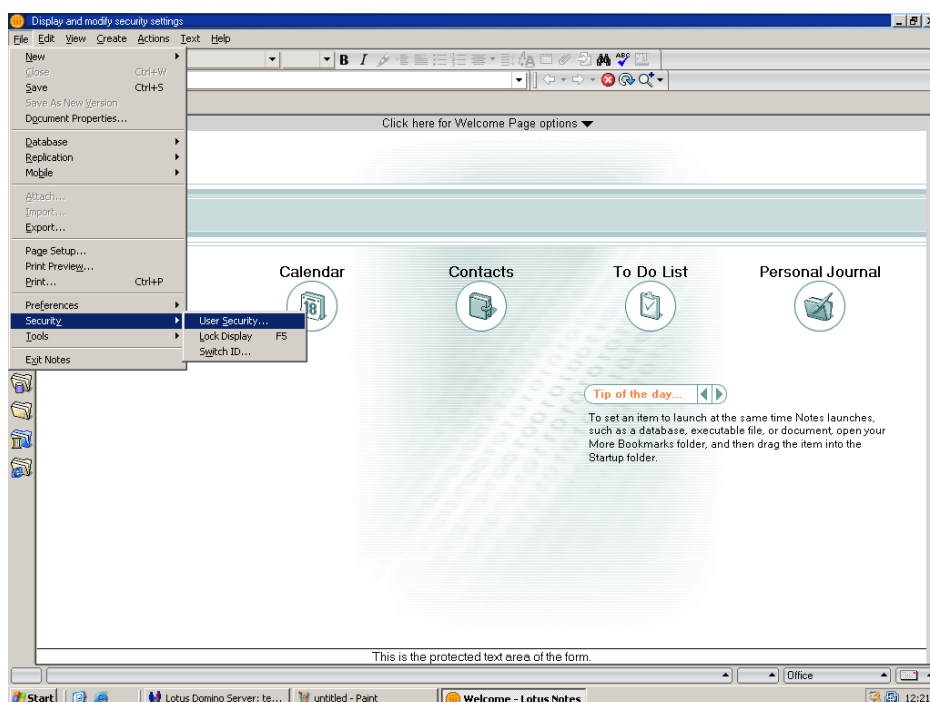 Display and modify security settings
File Edit View Create Actions Text Help
New
Close Ctrl+W
Save Ctrl+S
Save As New Version
Document Properties...
Database
Replication
Mobile
Attach...
Import...
Export...
Page Setup...
Print Preview...
Print... Ctrl+P
Preferences
Security
Tools
Exit Notes
User Security...
Lock Display F5
Switch ID...
B I
ABC
Click here for Welcome Page options
Calendar
18
Contacts
To Do List
Personal Journal
Tip of the day...
To set an item to launch at the same time Notes launches,
such as a database, executable file, or document, open your
More Bookmarks folder, and then drag the item into the
Startup folder.
This is the protected text area of the form.
Office
Start
Lotus Domino Server: te...
untitled - Paint
Welcome - Lotus Notes
12:21